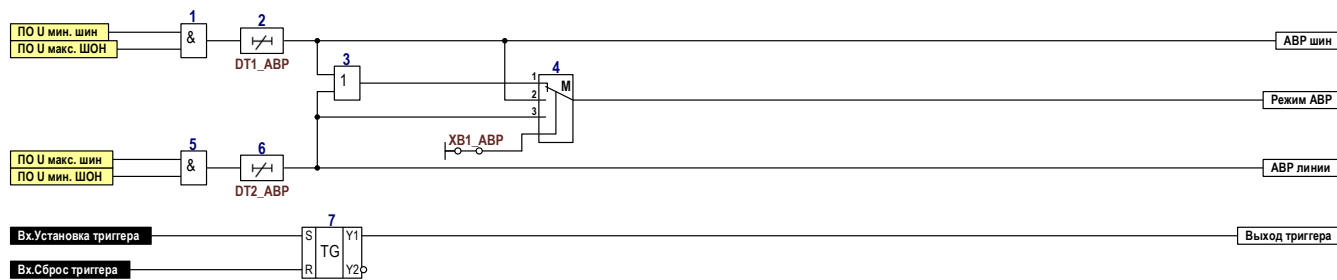 1
2
ПО U мин. шин
&
АВР шин
ПО U макс. ШОН
DT1_АВР
3
4
1
1
М
2
Режим АВР
3
XB1_АВР
5
6
ПО U макс. шин
&
АВР линии
ПО U мин. ШОН
DT2_АВР
7
Вх.Установка триггера
S
Y1
Выход триггера
TG
Вх.Сброс триггера
R
Y2